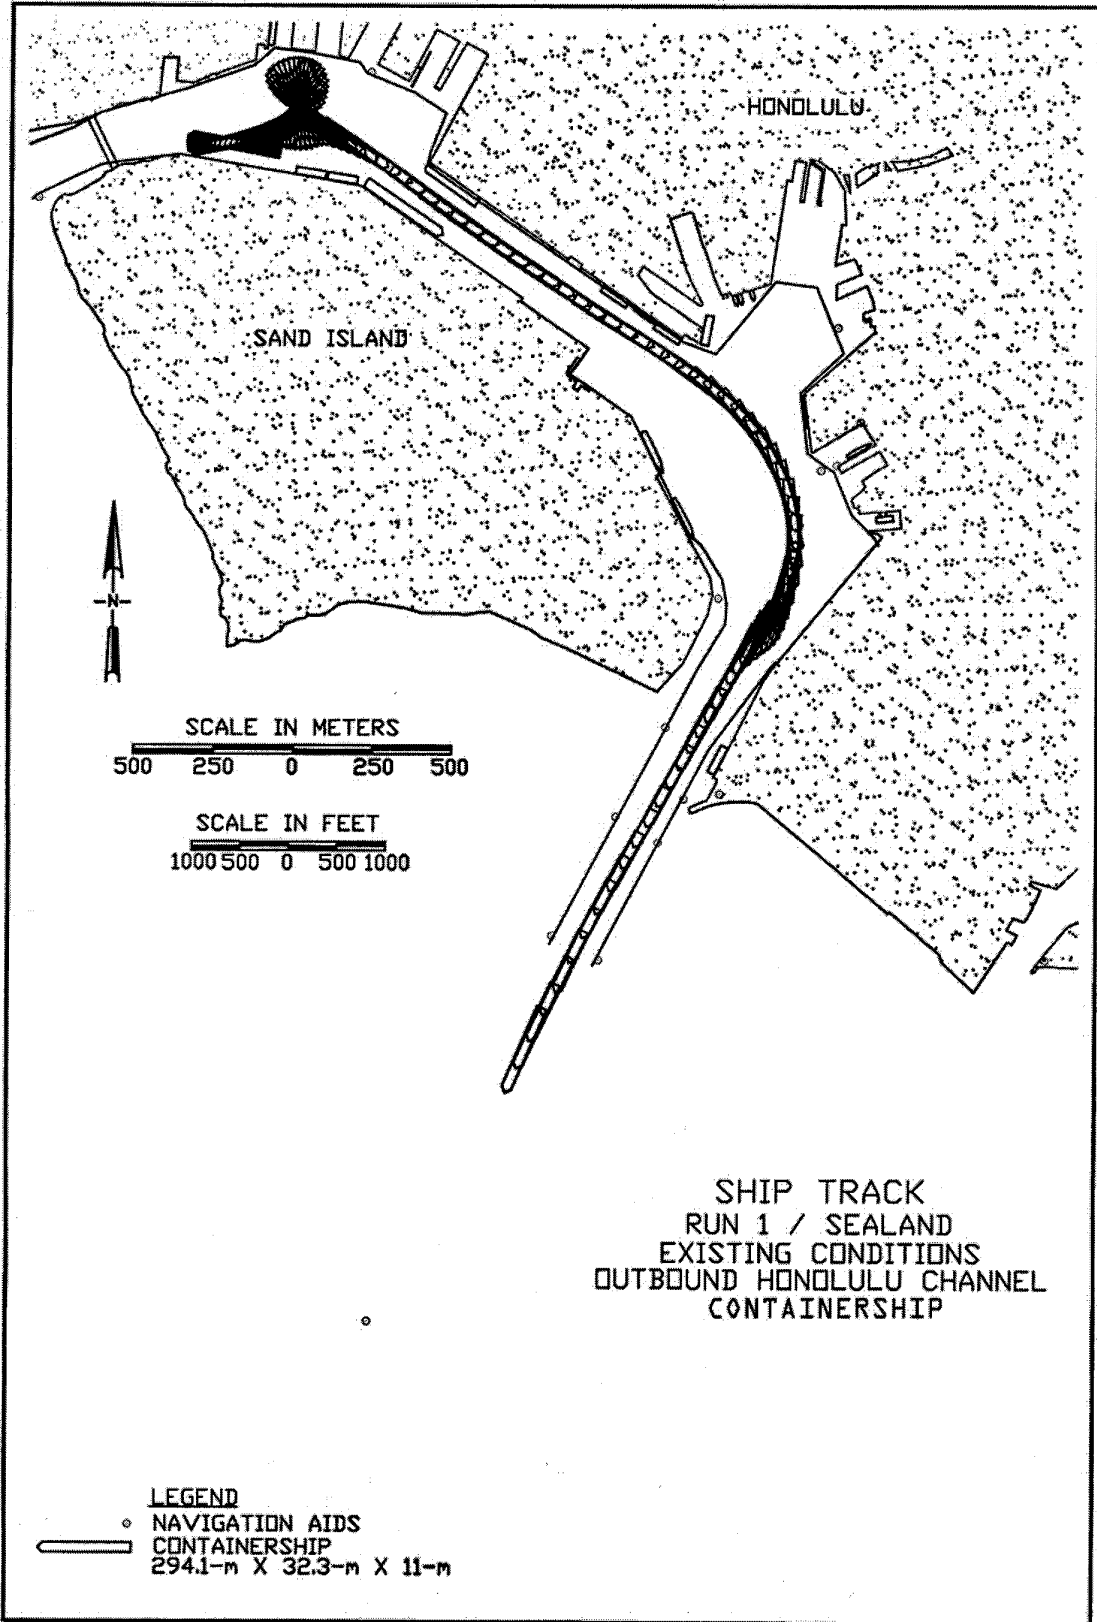 HONOLULU
SAND ISLAND
N
SCALE IN METERS
500 250 0 250 500
SCALE IN FEET
1000 500 0 500 1000
SHIP TRACK
RUN 1 / SEALAND
EXISTING CONDITIONS
OUTBOUND HONOLULU CHANNEL
CONTAINERSHIP
LEGEND
NAVIGATION AIDS
CONTAINERSHIP
294.1-m X 32.3-m X 11-m